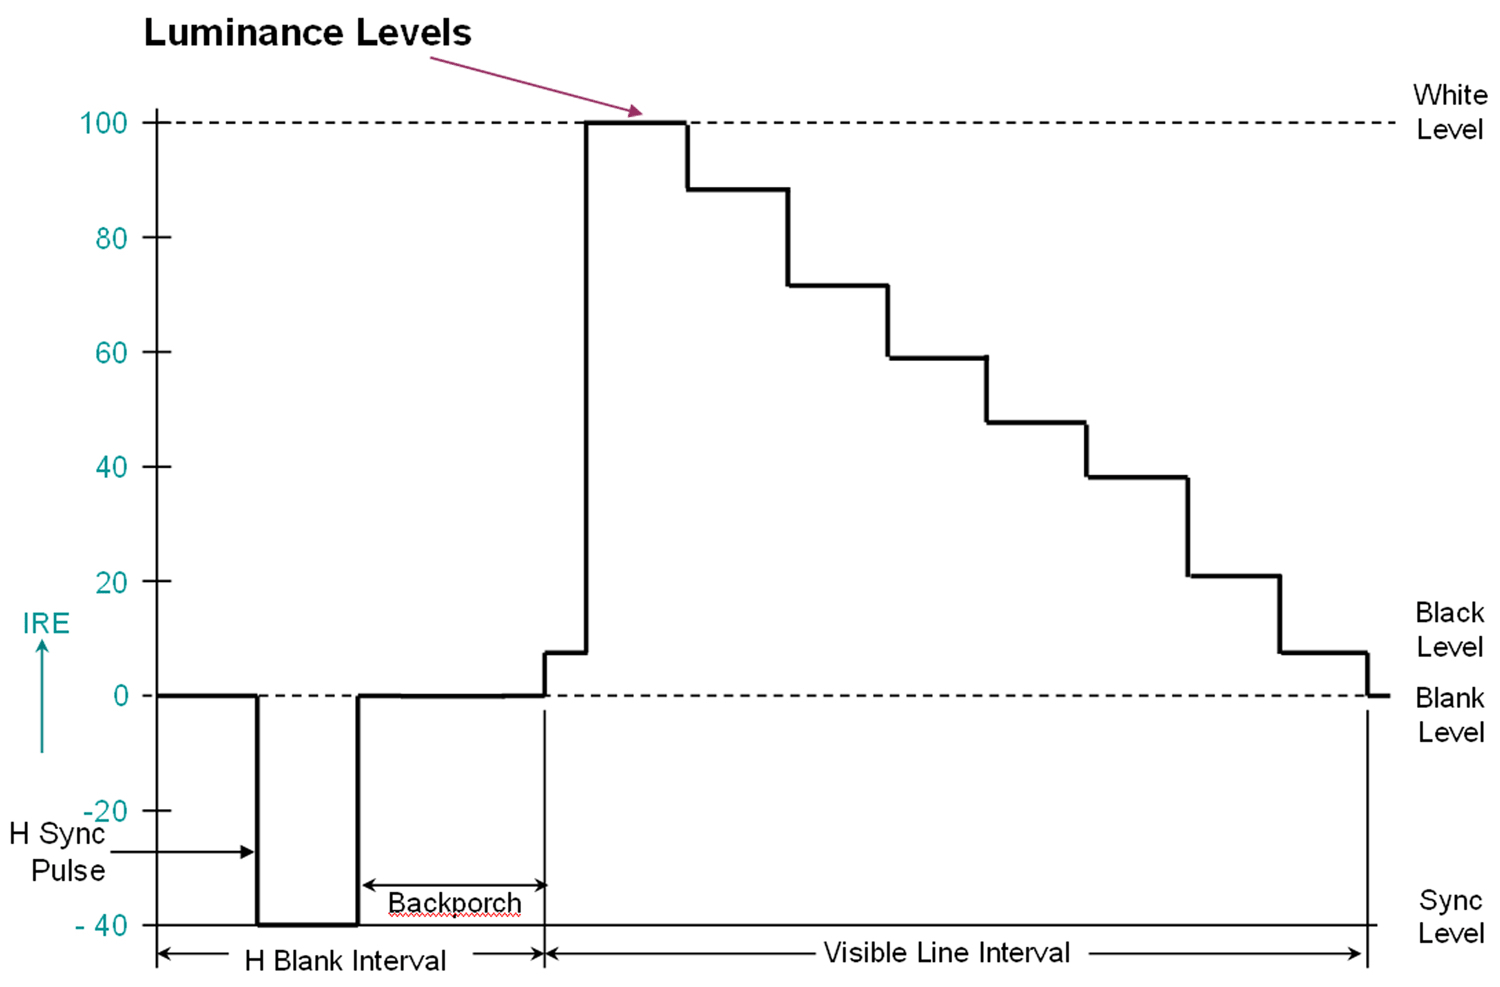 Luminance Levels
White
Level
100
80
60
40
20
IRE
Black
Level
0
Blank
Level
-20
H Sync
Pulse
Backporch
Sync
Level
- 40
H Blank Interval
Visible Line Interval